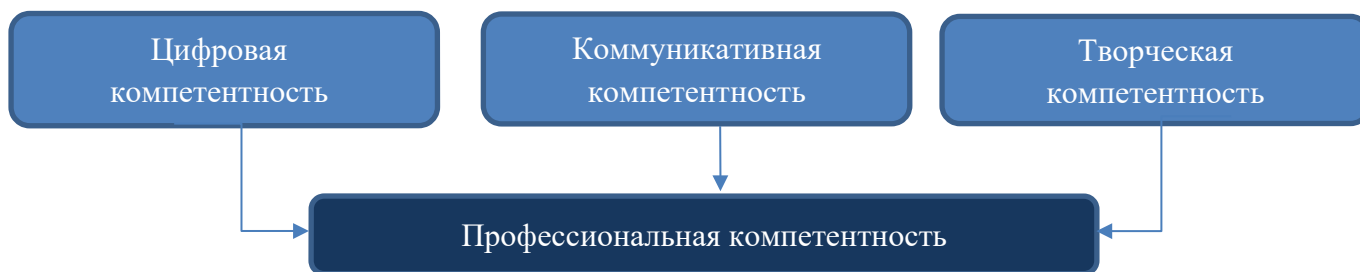 Цифровая
компетентность
Коммуникативная
компетентность
Творческая
компетентность
Профессиональная компетентность